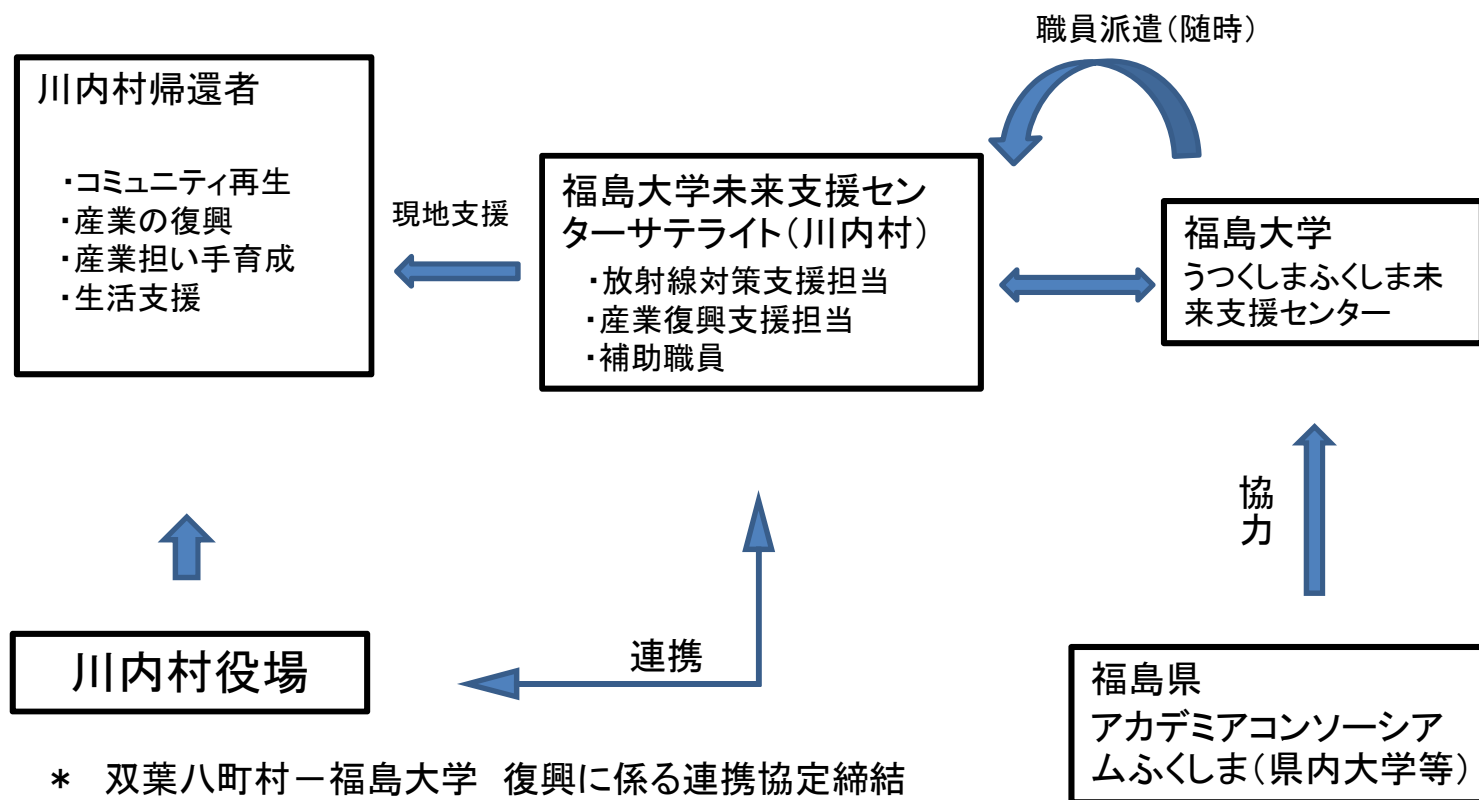 職員派遣(随時)
川内村帰還者
・コミュニティ再生
・産業の復興
・産業担い手育成
・生活支援
現地支援
福島大学未来支援セン
ターサテライト(川内村)
・放射線対策支援担当
・産業復興支援担当
・補助職員
福島大学
うつくしまふくしま未
来支援センター
協
力
川内村役場
連携
福島県
アカデミアコンソーシア
ムふくしま(県内大学等)
* 双葉八町村-福島大学 復興に係る連携協定締結